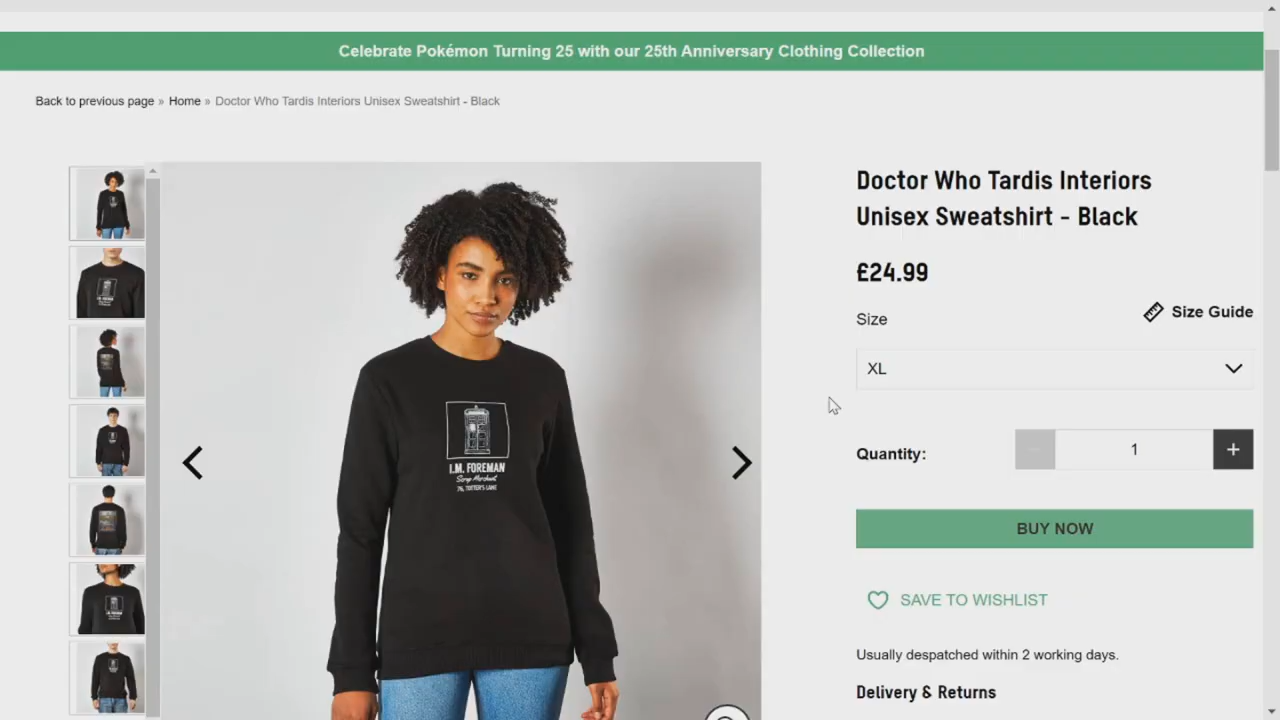 Celebrate Pokémon Turning 25 with our 25th Anniversary Clothing Collection
Back to previous page » Home » Doctor Who Tardis Interiors Unisex Sweatshirt - Black
Doctor Who Tardis Interiors
Unisex Sweatshirt - Black
£24.99
Size
Size Guide
XL
Quantity:
1
+
BUY NOW
SAVE TO WISHLIST
Usually despatched within 2 working days.
Delivery & Returns
I.M. FOREMAN
Scrap Merchant
76, TOTTER'S LANE